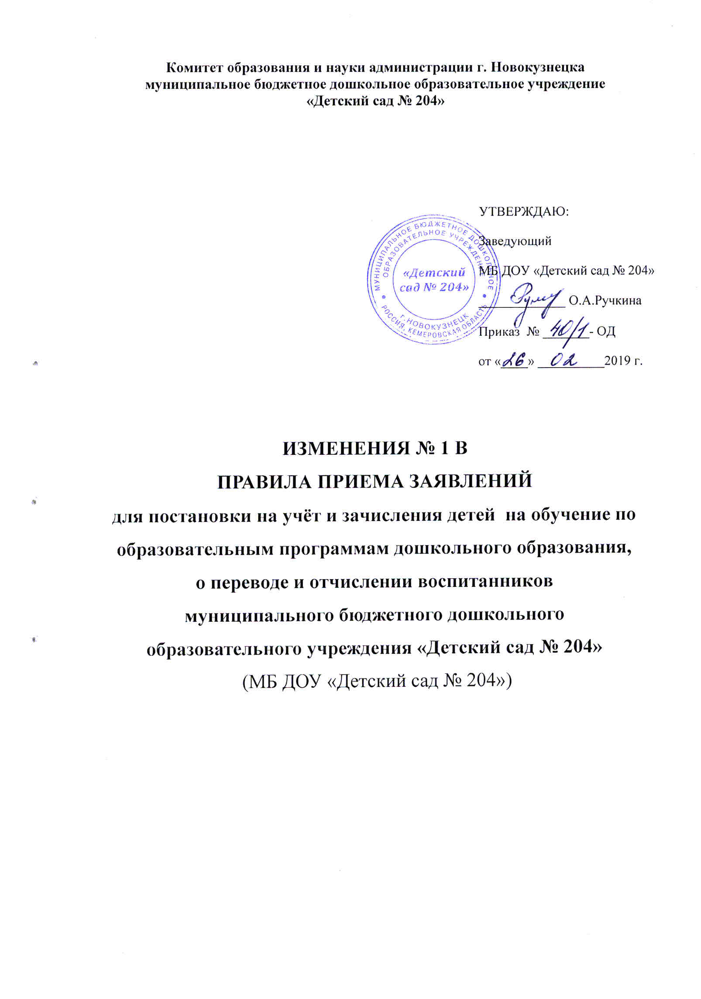 Комитет образования и науки администрации г. Новокузнецка
муниципальное бюджетное дошкольное образовательное учреждение
«Детский сад № 204»
УТВЕРЖДАЮ:
Заведующий
МБ ДОУ «Детский сад № 204»
О.А.Ручкина
Приказ № 40/1- ОД
от «26» 02 2019 г.
МУНИЦИПАЛЬНОЕ БЮДЖЕТНОЕ ДОШКОЛЬНОЕ
ОБРАЗОВАТЕЛЬНОЕ УЧРЕЖДЕНИЕ
«Детский
сад № 204»
г. НОВОКУЗНЕЦК
РОССИЯ, КЕМЕРОВСКАЯ ОБЛАСТЬ
ИЗМЕНЕНИЯ № 1 В
ПРАВИЛА ПРИЕМА ЗАЯВЛЕНИЙ
для постановки на учёт и зачисления детей на обучение по
образовательным программам дошкольного образования,
о переводе и отчислении воспитанников
муниципального бюджетного дошкольного
образовательного учреждения «Детский сад № 204»
(МБ ДОУ «Детский сад № 204»)